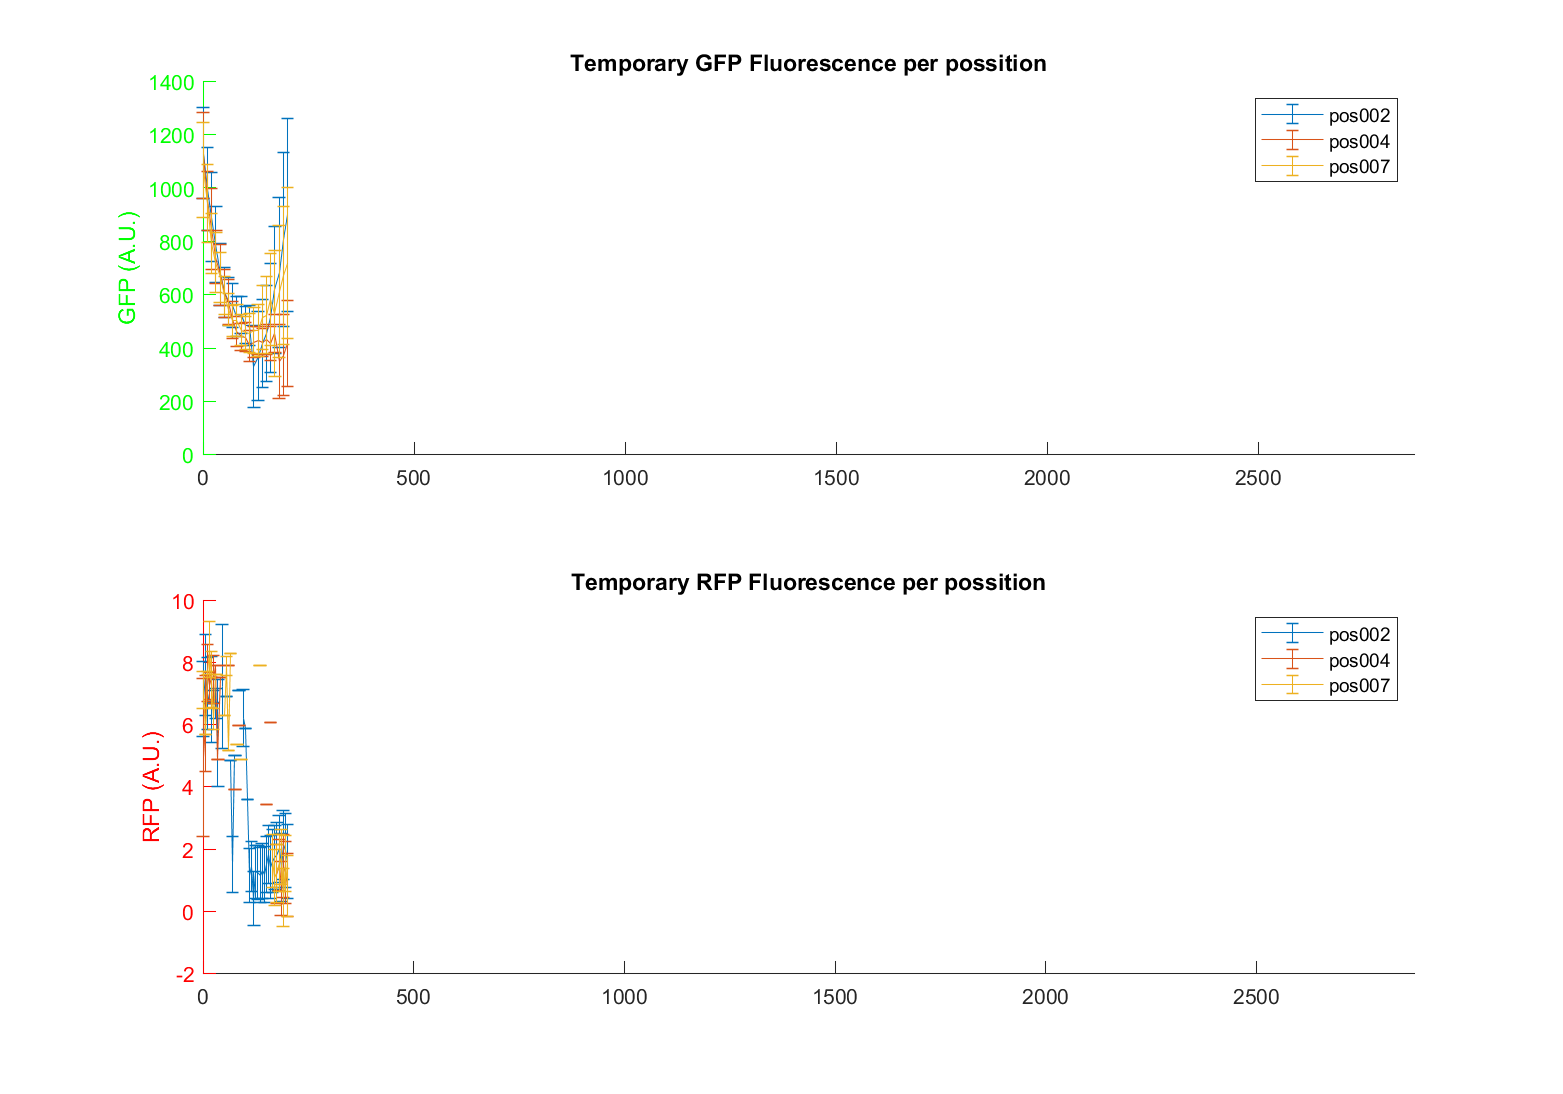 Temporary GFP Fluorescence per possition
1400
1200
1000
800
600
400
200
0
GFP (A.U.)
pos002
pos004
pos007
0 500 1000 1500 2000 2500
Temporary RFP Fluorescence per possition
10
8
6
4
2
0
-2
RFP (A.U.)
pos002
pos004
pos007
0 500 1000 1500 2000 2500